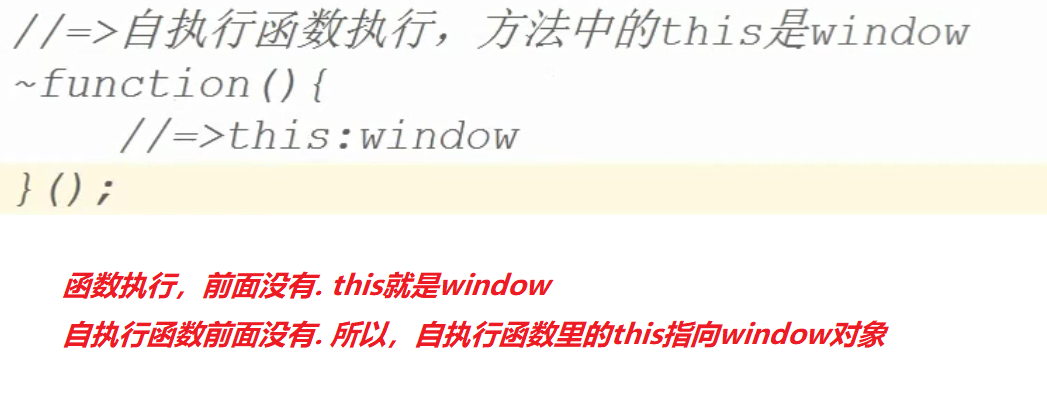 //=>自执行函数执行，方法中的this是window
~function(){
//=>this:window
}();
函数执行，前面没有. this就是window
自执行函数前面没有. 所以，自执行函数里的this指向window对象